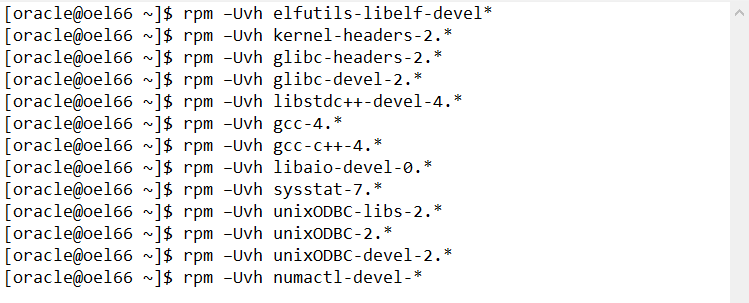 [oracle@oel66 ~]$ rpm –Uvh elfutils-libelf-devel*
[oracle@oel66 ~]$ rpm –Uvh kernel-headers-2.*
[oracle@oel66 ~]$ rpm –Uvh glibc-headers-2.*
[oracle@oel66 ~]$ rpm –Uvh glibc-devel-2.*
[oracle@oel66 ~]$ rpm –Uvh libstdc++-devel-4.*
[oracle@oel66 ~]$ rpm –Uvh gcc-4.*
[oracle@oel66 ~]$ rpm –Uvh gcc-c++-4.*
[oracle@oel66 ~]$ rpm –Uvh libaio-devel-0.*
[oracle@oel66 ~]$ rpm –Uvh sysstat-7.*
[oracle@oel66 ~]$ rpm –Uvh unixODBC-libs-2.*
[oracle@oel66 ~]$ rpm –Uvh unixODBC-2.*
[oracle@oel66 ~]$ rpm –Uvh unixODBC-devel-2.*
[oracle@oel66 ~]$ rpm –Uvh numactl-devel-*